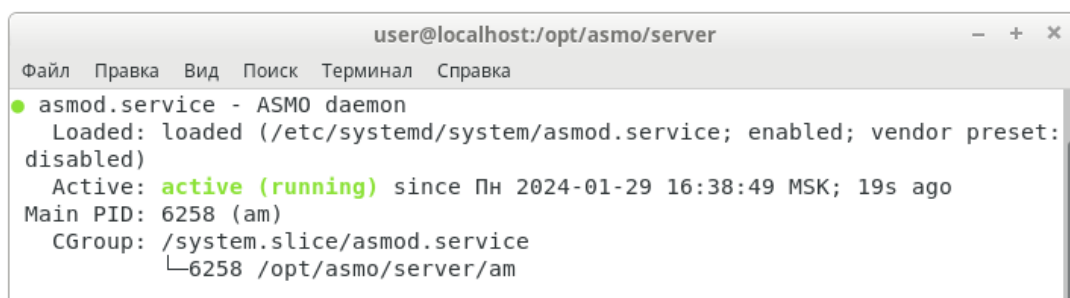 user@localhost:/opt/asmo/server
Файл Правка Вид Поиск Терминал Справка
● asmod.service - ASMO daemon
Loaded: loaded (/etc/systemd/system/asmod.service; enabled; vendor preset:
disabled)
Active: active (running) since Пн 2024-01-29 16:38:49 MSK; 19s ago
Main PID: 6258 (am)
CGroup: /system.slice/asmod.service
└─6258 /opt/asmo/server/am